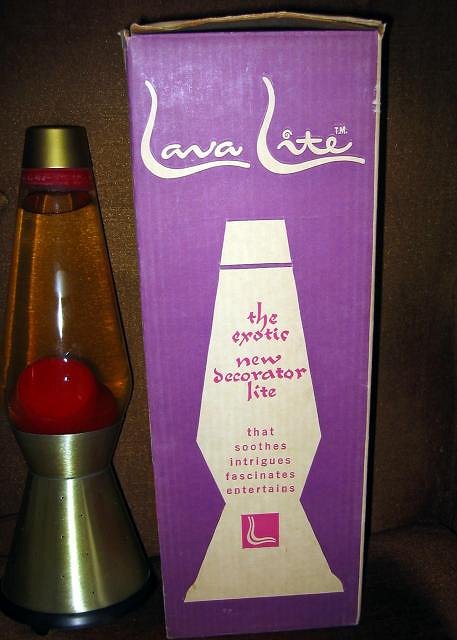 Lava Lite T.M.
the
exotic
new
decorator
lite
that
soothes
intrigues
fascinates
entertains
L